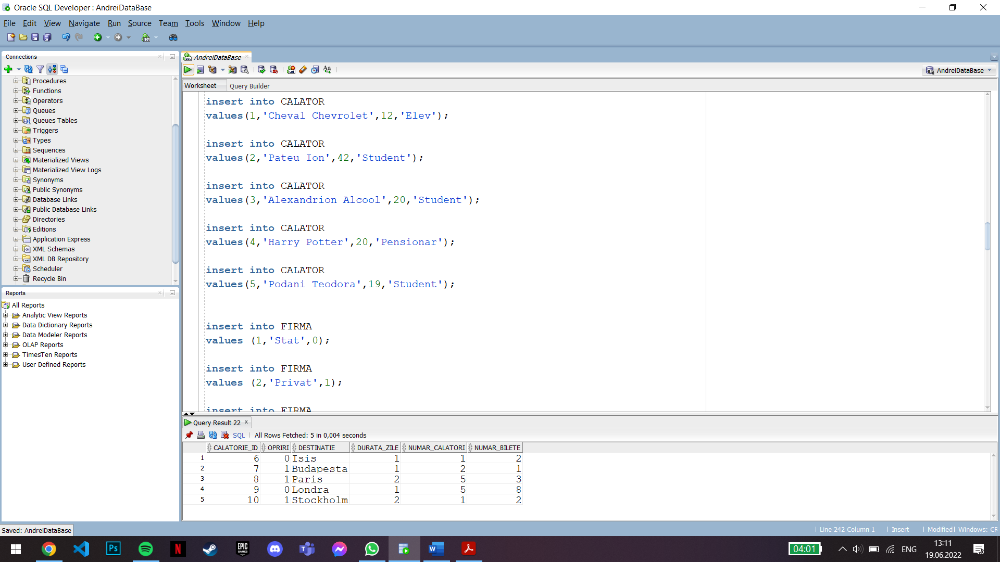 Oracle SQL Developer : AndreiDataBase
File Edit View Navigate Run Source Team Tools Window Help
Connections
Procedures
Functions
Operators
Queues
Queues Tables
Triggers
Types
Sequences
Materialized Views
Materialized View Logs
Synonyms
Public Synonyms
Database Links
Public Database Links
Directories
Editions
Application Express
XML Schemas
XML DB Repository
Scheduler
Recycle Bin
Reports
All Reports
Analytic View Reports
Data Dictionary Reports
Data Modeler Reports
OLAP Reports
TimesTen Reports
User Defined Reports
AndreiDataBase
Aa
AndreiDataBase
Worksheet Query Builder
insert into CALATOR
values(1,'Cheval Chevrolet',12,'Elev');
insert into CALATOR
values(2,'Pateu Ion',42,'Student');
insert into CALATOR
values(3,'Alexandrion Alcool',20,'Student');
insert into CALATOR
values(4,'Harry Potter',20,'Pensionar');
insert into CALATOR
values(5,'Podani Teodora',19,'Student');
insert into FIRMA
values (1,'Stat',0);
insert into FIRMA
values (2,'Privat',1);
insert into FIRMA
Query Result 22
SQL All Rows Fetched: 5 in 0,004 seconds
CALATORIE_ID OPRIRI DESTINATIE DURATA_ZILE NUMAR_CALATORI NUMAR_BILETE
1 6 0 Isis 1 1 2
2 7 1 Budapesta 1 2 1
3 8 1 Paris 2 5 3
4 9 0 Londra 1 5 8
5 10 1 Stockholm 2 1 2
Saved: AndreiDataBase
Line 242 Column 1 Insert Modified Windows: CR
Ps
N
EPIC GAMES
W
04:01
ENG
13:11
19.06.2022